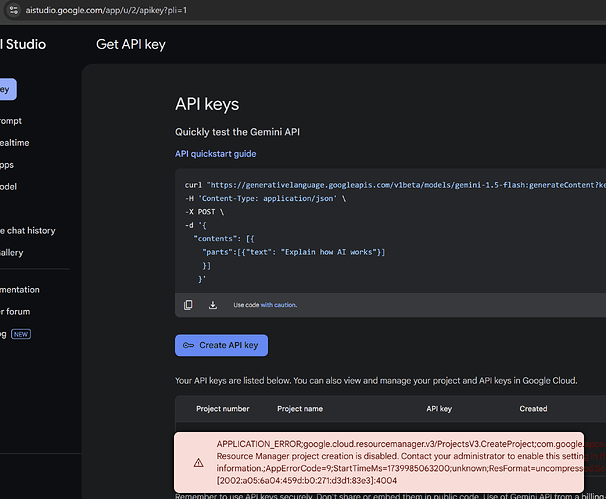 aistudio.google.com/app/u/2/apikey?pli=1
I Studio
Get API key
ey
API keys
rompt
Quickly test the Gemini API
ealtime
API quickstart guide
pps
odel
curl "https://generativelanguage.googleapis.com/v1beta/models/gemini-1.5-flash:generateContent?ke
-H 'Content-Type: application/json' \
-X POST \
-d '{
"contents": [{
"parts":[{"text": "Explain how AI works"}]
}]
}'
e chat history
allery
mentation
r forum
og NEW
Use code with caution.
Create API key
Your API keys are listed below. You can also view and manage your project and API keys in Google Cloud.
Project number Project name API key Created
APPLICATION_ERROR;google.cloud.resourcemanager.v3/ProjectsV3.CreateProject;com.google.
Resource Manager project creation is disabled. Contact your administrator to enable this setting
information.;AppErrorCode=9;StartTimeMs=1739985063200;unknown;ResFormat=uncompressed
[2002:a05:6a04:459d:b0:271:d3d1:83e3]:4004
Remember to use API keys securely. Don't share or embed them in public code. Use of Gemini API from a billing